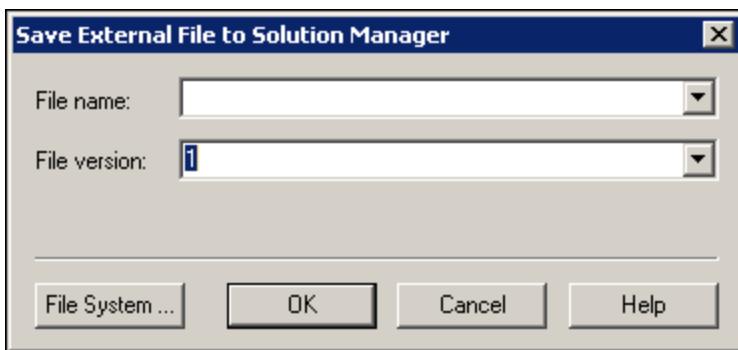 Save External File to Solution Manager
File name:
File version: 1
File System ... OK Cancel Help